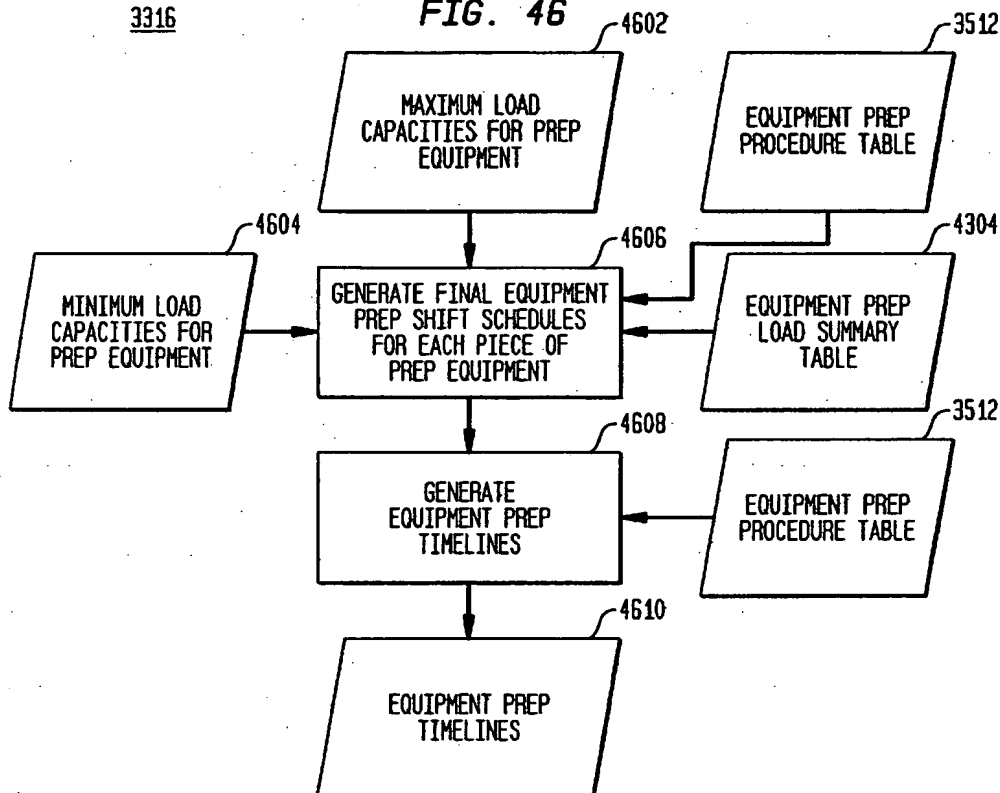 3316
FIG. 46
4602
MAXIMUM LOAD
CAPACITIES FOR PREP
EQUIPMENT
3512
EQUIPMENT PREP
PROCEDURE TABLE
4604
MINIMUM LOAD
CAPACITIES FOR
PREP EQUIPMENT
4606
GENERATE FINAL EQUIPMENT
PREP SHIFT SCHEDULES
FOR EACH PIECE OF
PREP EQUIPMENT
4304
EQUIPMENT PREP
LOAD SUMMARY
TABLE
4608
GENERATE
EQUIPMENT PREP
TIMELINES
3512
EQUIPMENT PREP
PROCEDURE TABLE
4610
EQUIPMENT PREP
TIMELINES